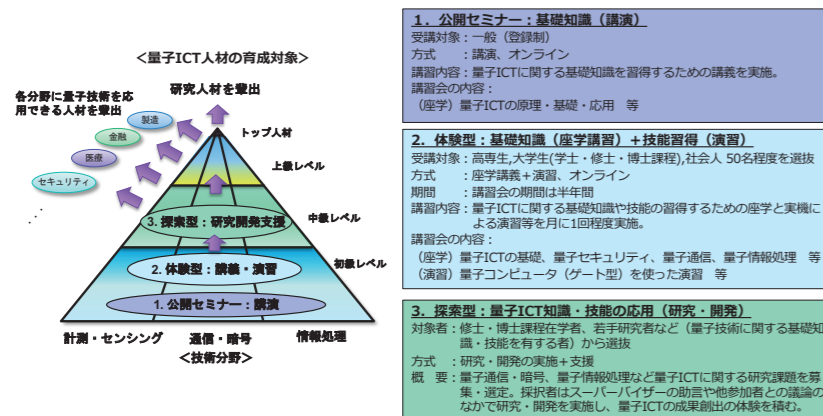 <量子ICT人材の育成対象>
研究人材を輩出
各分野に量子技術を応
用できる人材を輩出
製造
金融
医療
セキュリティ
・・・
トップ人材
上級レベル
中級レベル
初級レベル
3. 探索型：研究開発支援
2. 体験型：講義・演習
1. 公開セミナー：講演
計測・センシング
通信・暗号
情報処理
<技術分野>
1．公開セミナー：基礎知識（講演）
受講対象：一般（登録制）
方式　　：講演、オンライン
講習内容：量子ICTに関する基礎知識を習得するための講義を実施。
講習会の内容：
（座学）量子ICTの原理・基礎・応用　等
2．体験型：基礎知識（座学講習）＋技能習得（演習）
受講対象：高専生,大学生(学士・修士・博士課程),社会人 50名程度を選抜
方式　　：座学講義＋演習、オンライン
期間　　：講習会の期間は半年間
講習内容：量子ICTに関する基礎知識や技能の習得するための座学と実機に
よる演習等を月に1回程度実施。
講習会の内容：
（座学）量子ICTの基礎、量子セキュリティ、量子通信、量子情報処理　等
（演習）量子コンピュータ（ゲート型）を使った演習　等
3．探索型：量子ICT知識・技能の応用（研究・開発）
対象者：修士・博士課程在学者、若手研究者など（量子技術に関する基礎知
識・技能を有する者）から選抜
方式　：研究・開発の実施＋支援
概　要：量子通信・暗号、量子情報処理など量子ICTに関する研究課題を募
集・選定。採択者はスーパーバイザーの助言や他参加者との議論の
なかで研究・開発を実施し、量子ICTの成果創出の体験を積む。